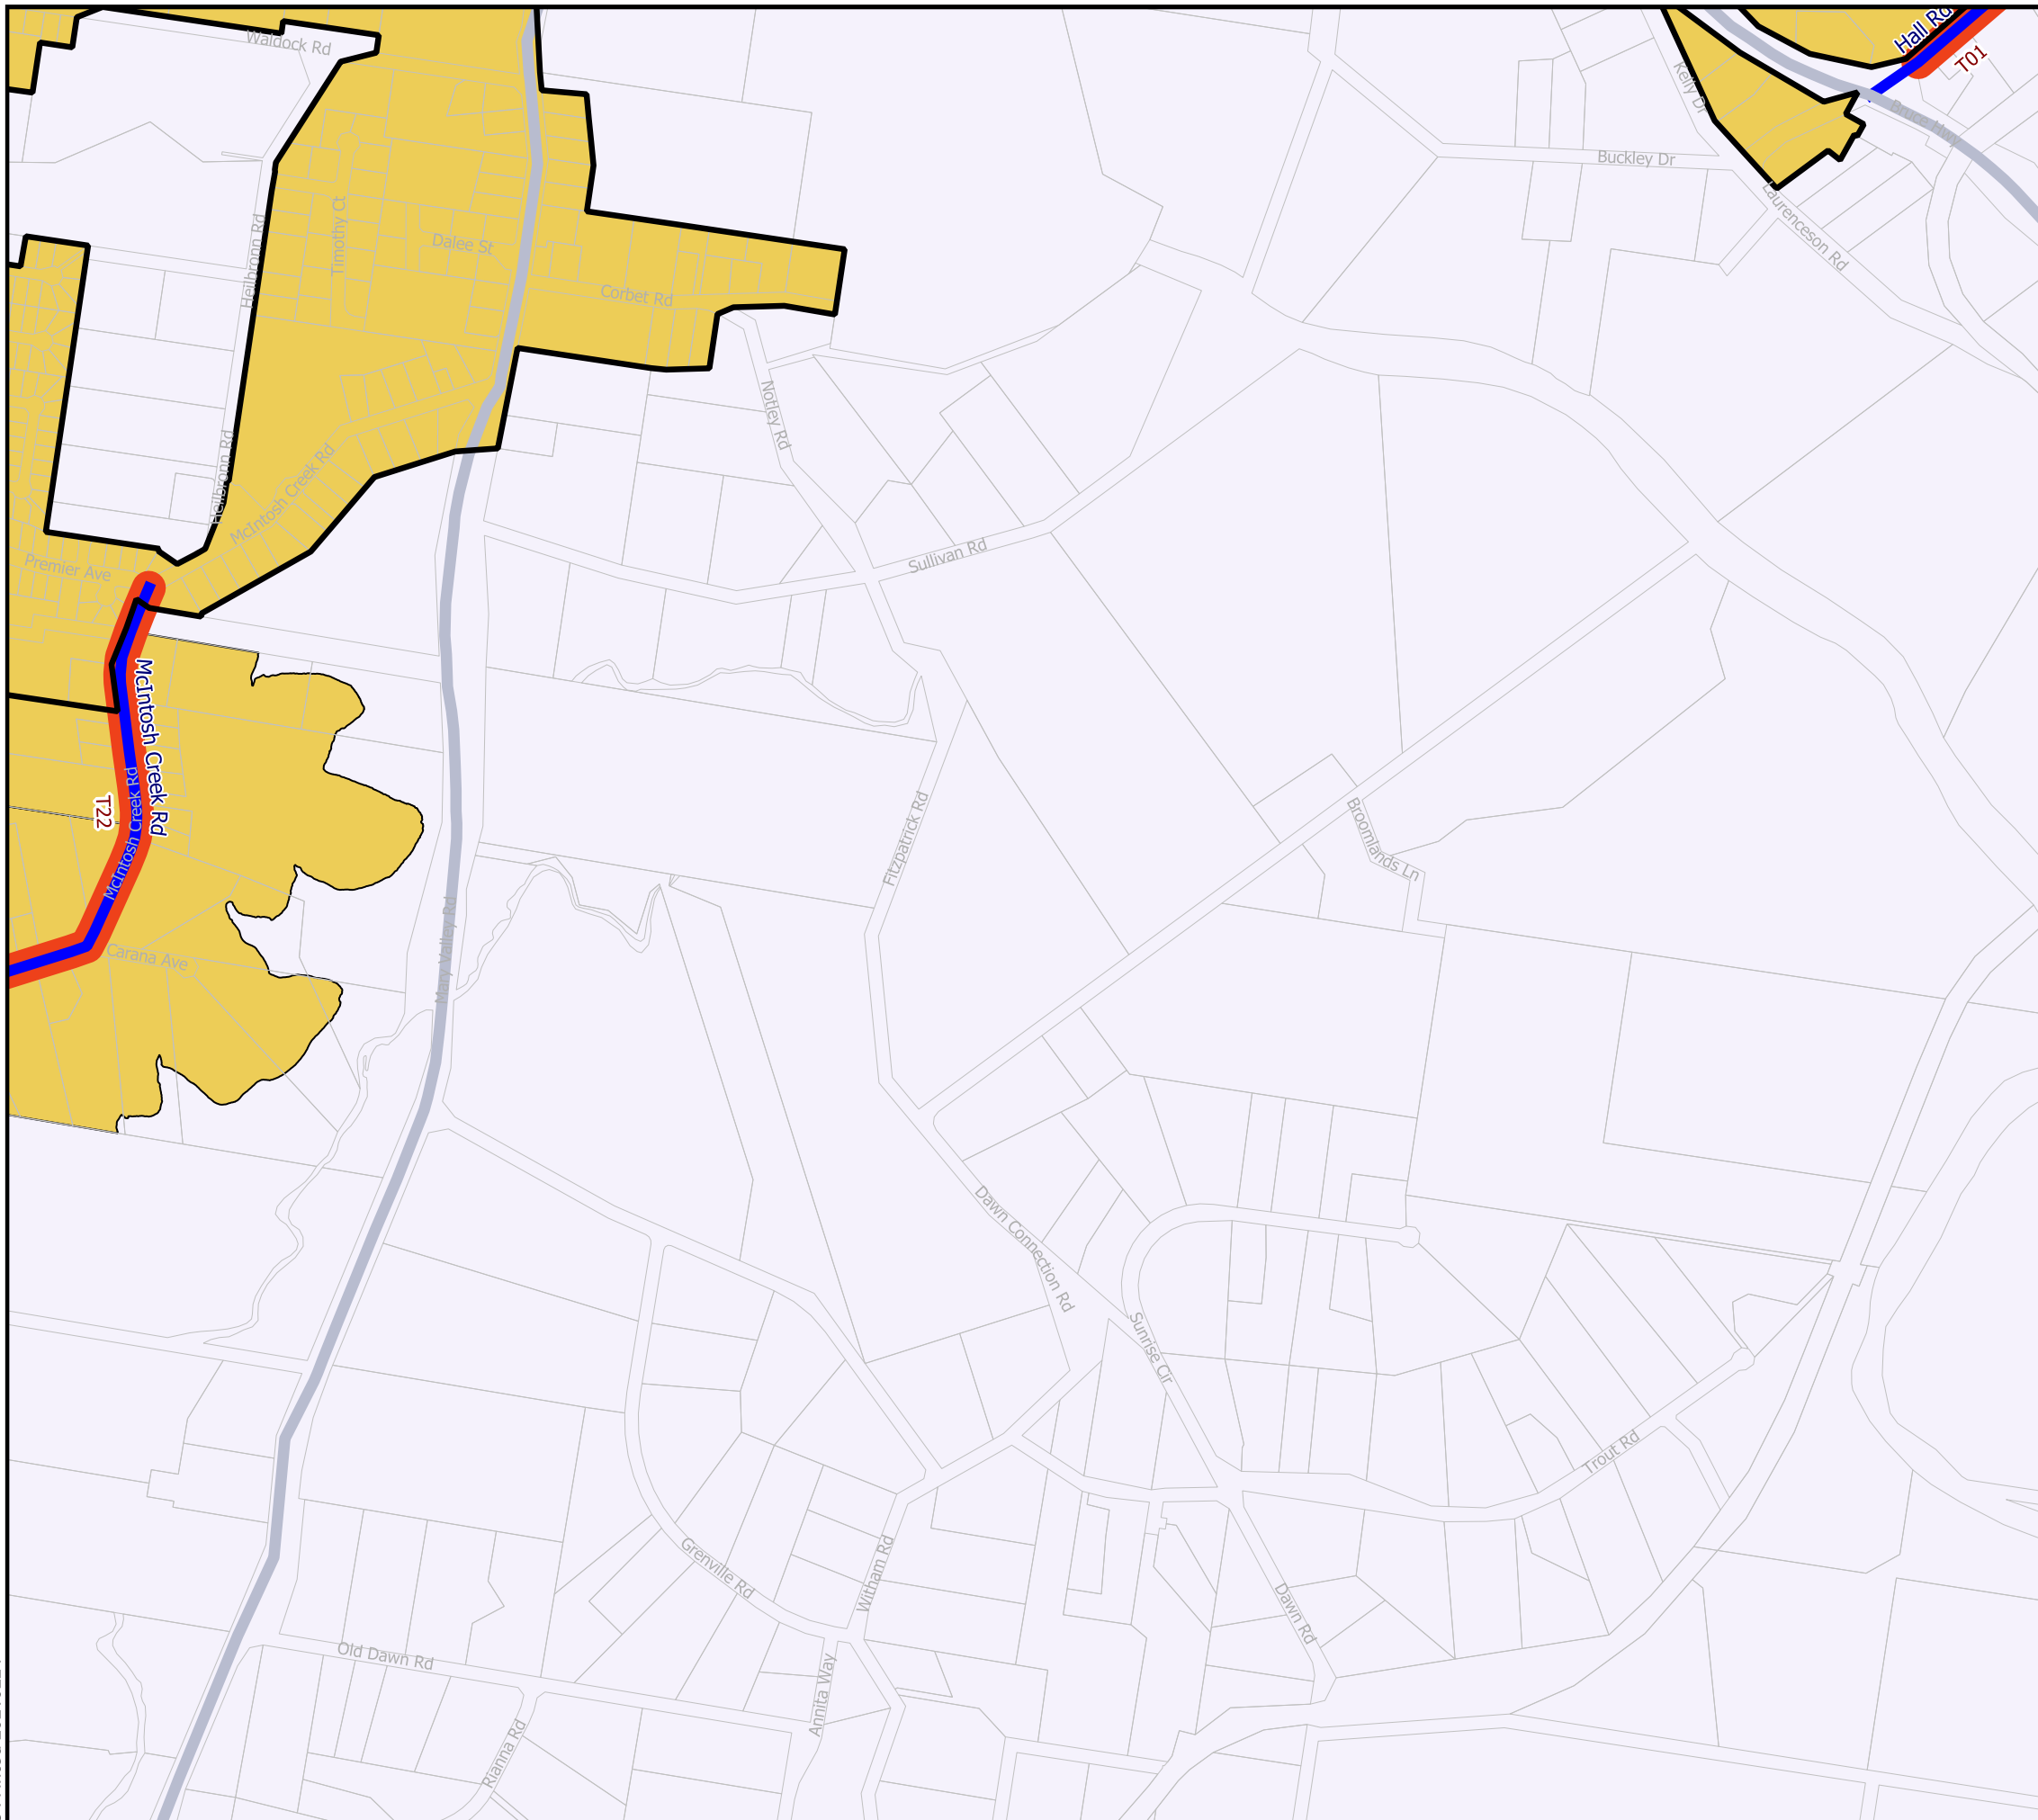 Waldock Rd
Hall Rd
T01
Kelly Dr
Bruce Hwy
Buckley Dr
Laurenceson Rd
Heilbronn Rd
Timothy Ct
Dalee St
Corbet Rd
Notley Rd
Heilbronn Rd
McIntosh Creek Rd
Premier Ave
Sullivan Rd
McIntosh Creek Rd
McIntosh Creek Rd
T22
Fitzpatrick Rd
Broomlands Ln
Carana Ave
Mary Valley Rd
Dawn Connection Rd
Sunrise Cir
Trout Rd
Grenville Rd
Witham Rd
Dawn Rd
Old Dawn Rd
Annita Way
Rianna Rd